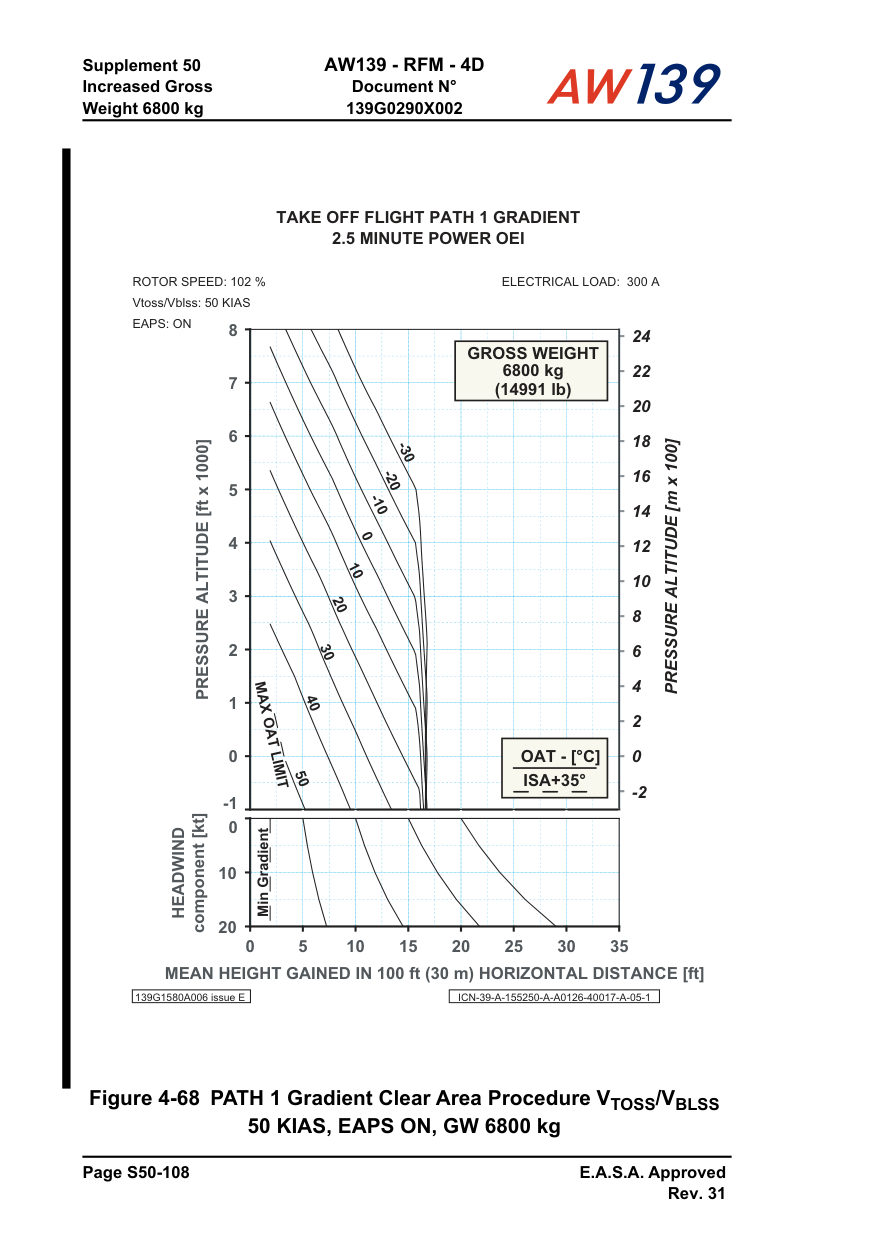 Supplement 50
Increased Gross
Weight 6800 kg
AW139 - RFM - 4D
Document N°
139G0290X002
AW139
TAKE OFF FLIGHT PATH 1 GRADIENT
2.5 MINUTE POWER OEI
ROTOR SPEED: 102 %
ELECTRICAL LOAD: 300 A
Vtoss/Vblss: 50 KIAS
EAPS: ON
GROSS WEIGHT
6800 kg
(14991 lb)
PRESSURE ALTITUDE [ft x 1000]
8
7
6
5
4
3
2
1
0
-1
24
22
20
18
16
14
12
10
8
6
4
2
0
-2
PRESSURE ALTITUDE [m x 100]
-30
-20
-10
0
10
20
30
40
50
MAX OAT LIMIT
OAT - [°C]
ISA+35°
HEADWIND
component [kt]
0
10
20
Min Gradient
0 5 10 15 20 25 30 35
MEAN HEIGHT GAINED IN 100 ft (30 m) HORIZONTAL DISTANCE [ft]
139G1580A006 issue E
ICN-39-A-155250-A-A0126-40017-A-05-1
Figure 4-68 PATH 1 Gradient Clear Area Procedure VTOSS/VBLSS
50 KIAS, EAPS ON, GW 6800 kg
Page S50-108
E.A.S.A. Approved
Rev. 31